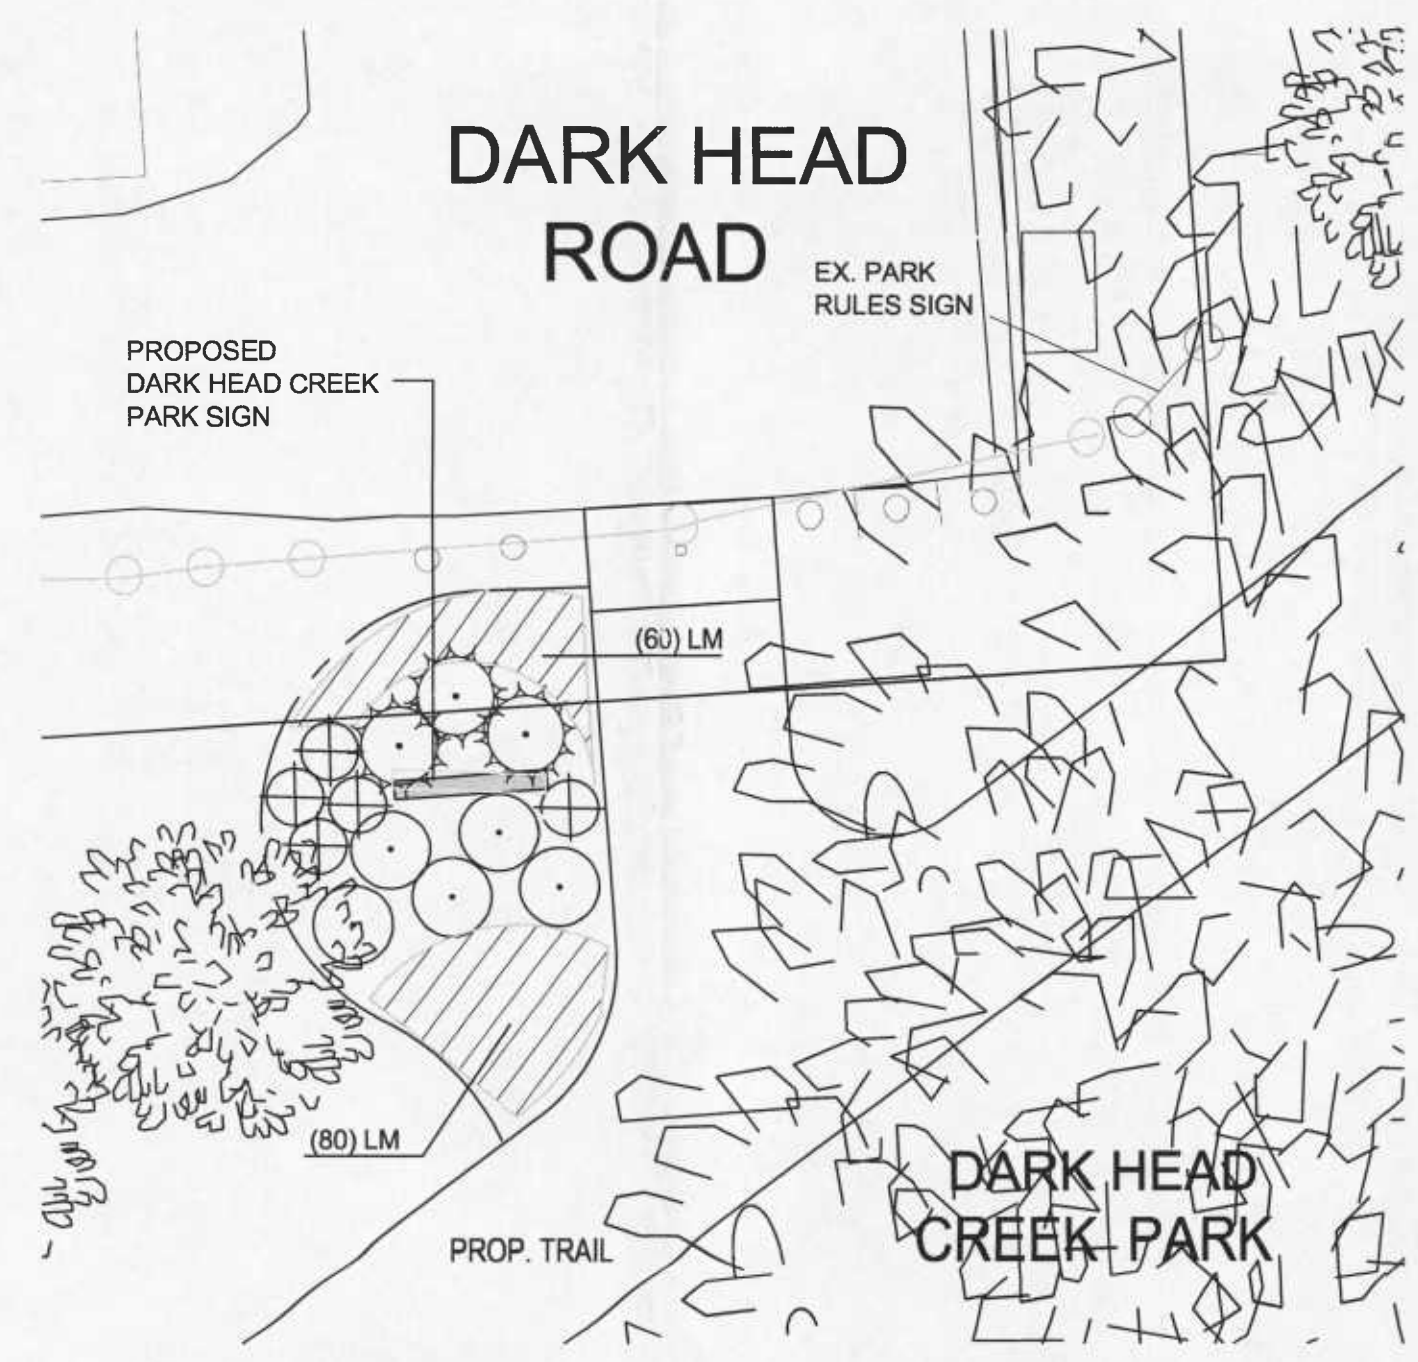 DARK HEAD
ROAD
EX. PARK
RULES SIGN
PROPOSED
DARK HEAD CREEK
PARK SIGN
(60) LM
(80) LM
DARK HEAD
CREEK PARK
PROP. TRAIL